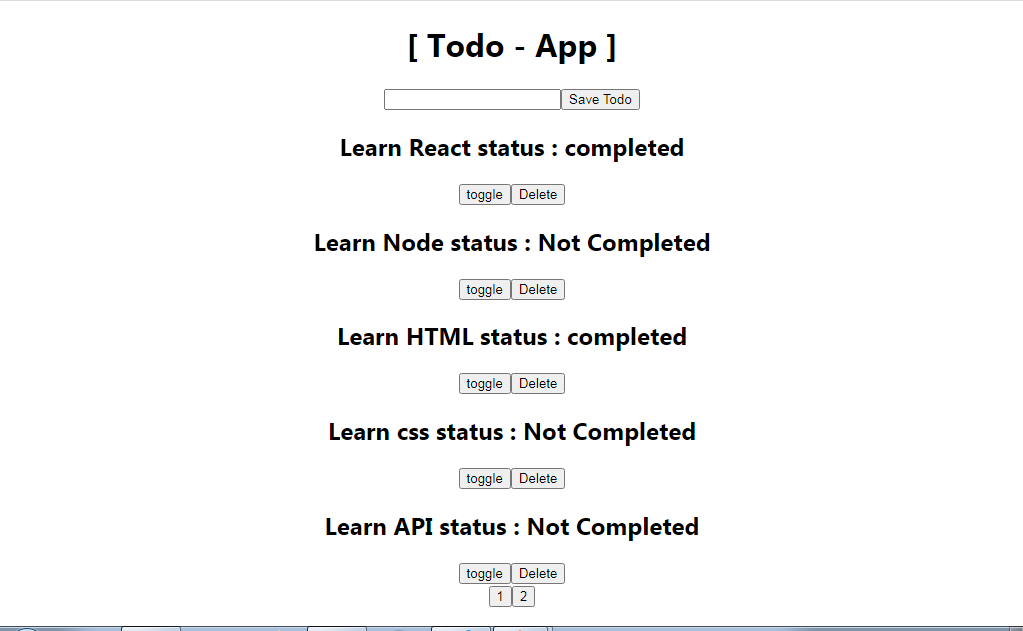 [ Todo - App ]
Save Todo
Learn React status : completed
toggle Delete
Learn Node status : Not Completed
toggle Delete
Learn HTML status : completed
toggle Delete
Learn css status : Not Completed
toggle Delete
Learn API status : Not Completed
toggle Delete
1 2